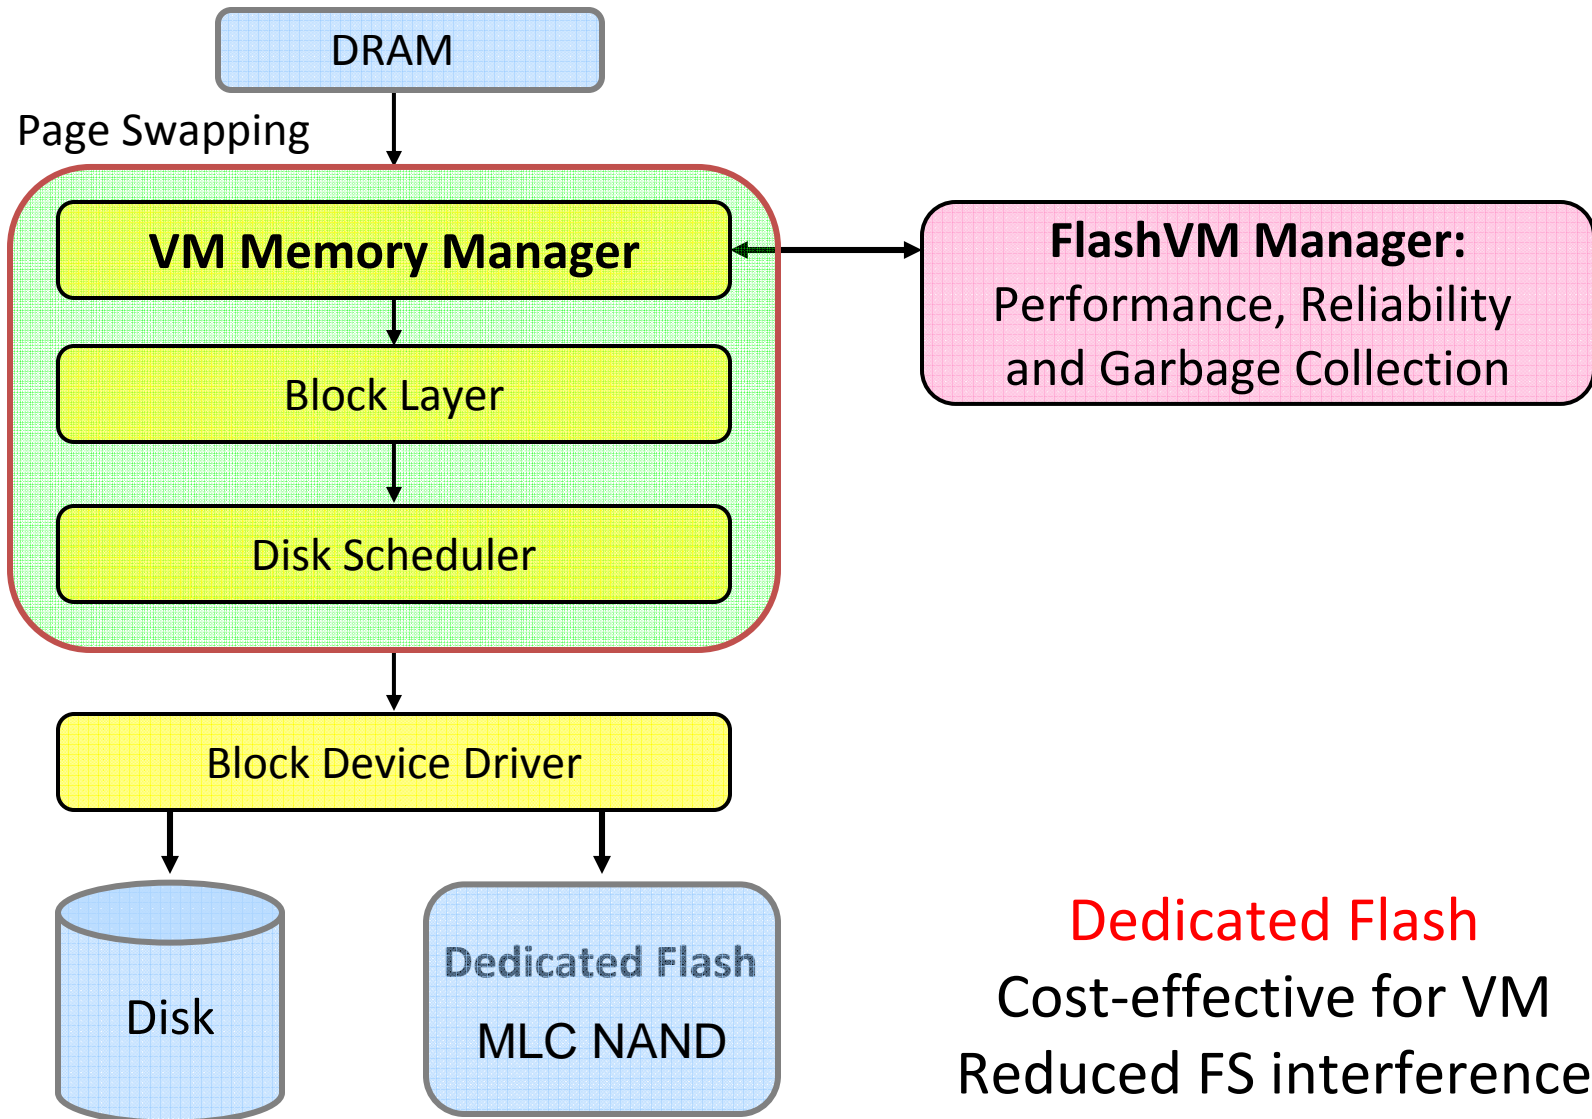 DRAM
Page Swapping
VM Memory Manager
FlashVM Manager:
Performance, Reliability
and Garbage Collection
Block Layer
Disk Scheduler
Block Device Driver
Disk
Dedicated Flash
MLC NAND
Dedicated Flash
Cost-effective for VM
Reduced FS interference